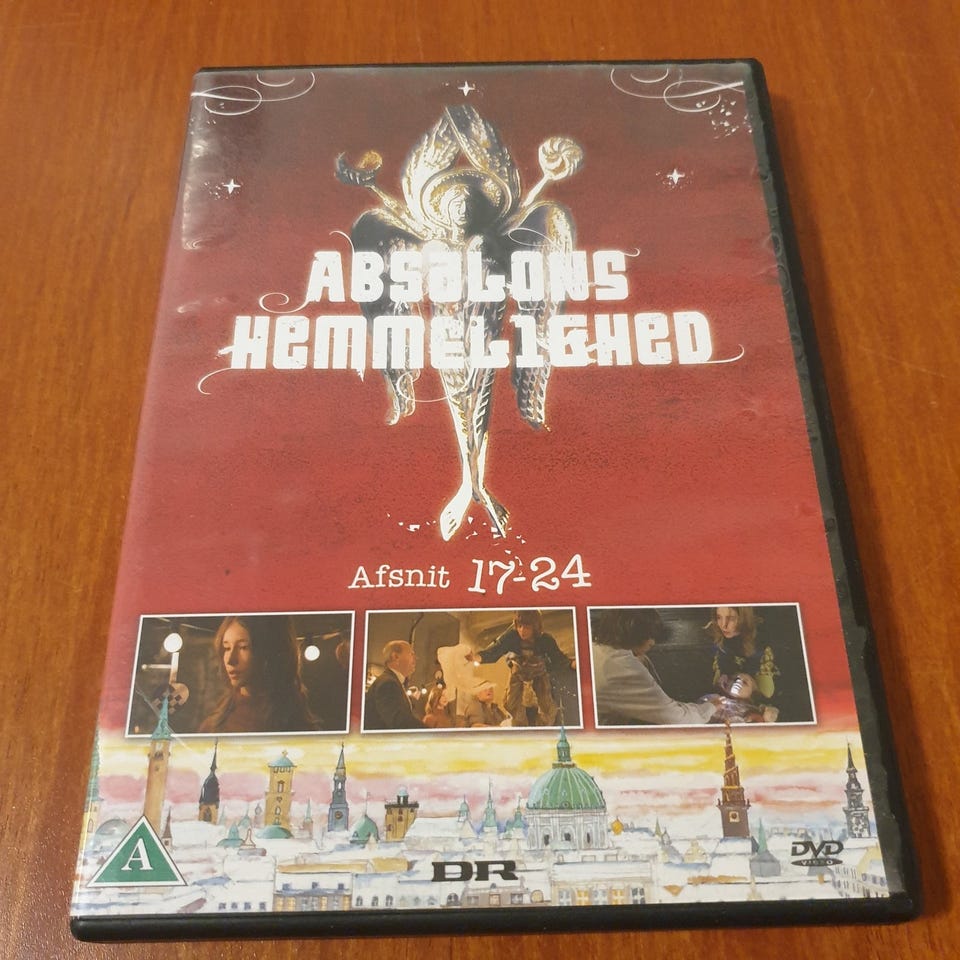 ABSALONS
HEMMELIGHED
Afsnit 17-24
A
DR
DVD
VIDEO